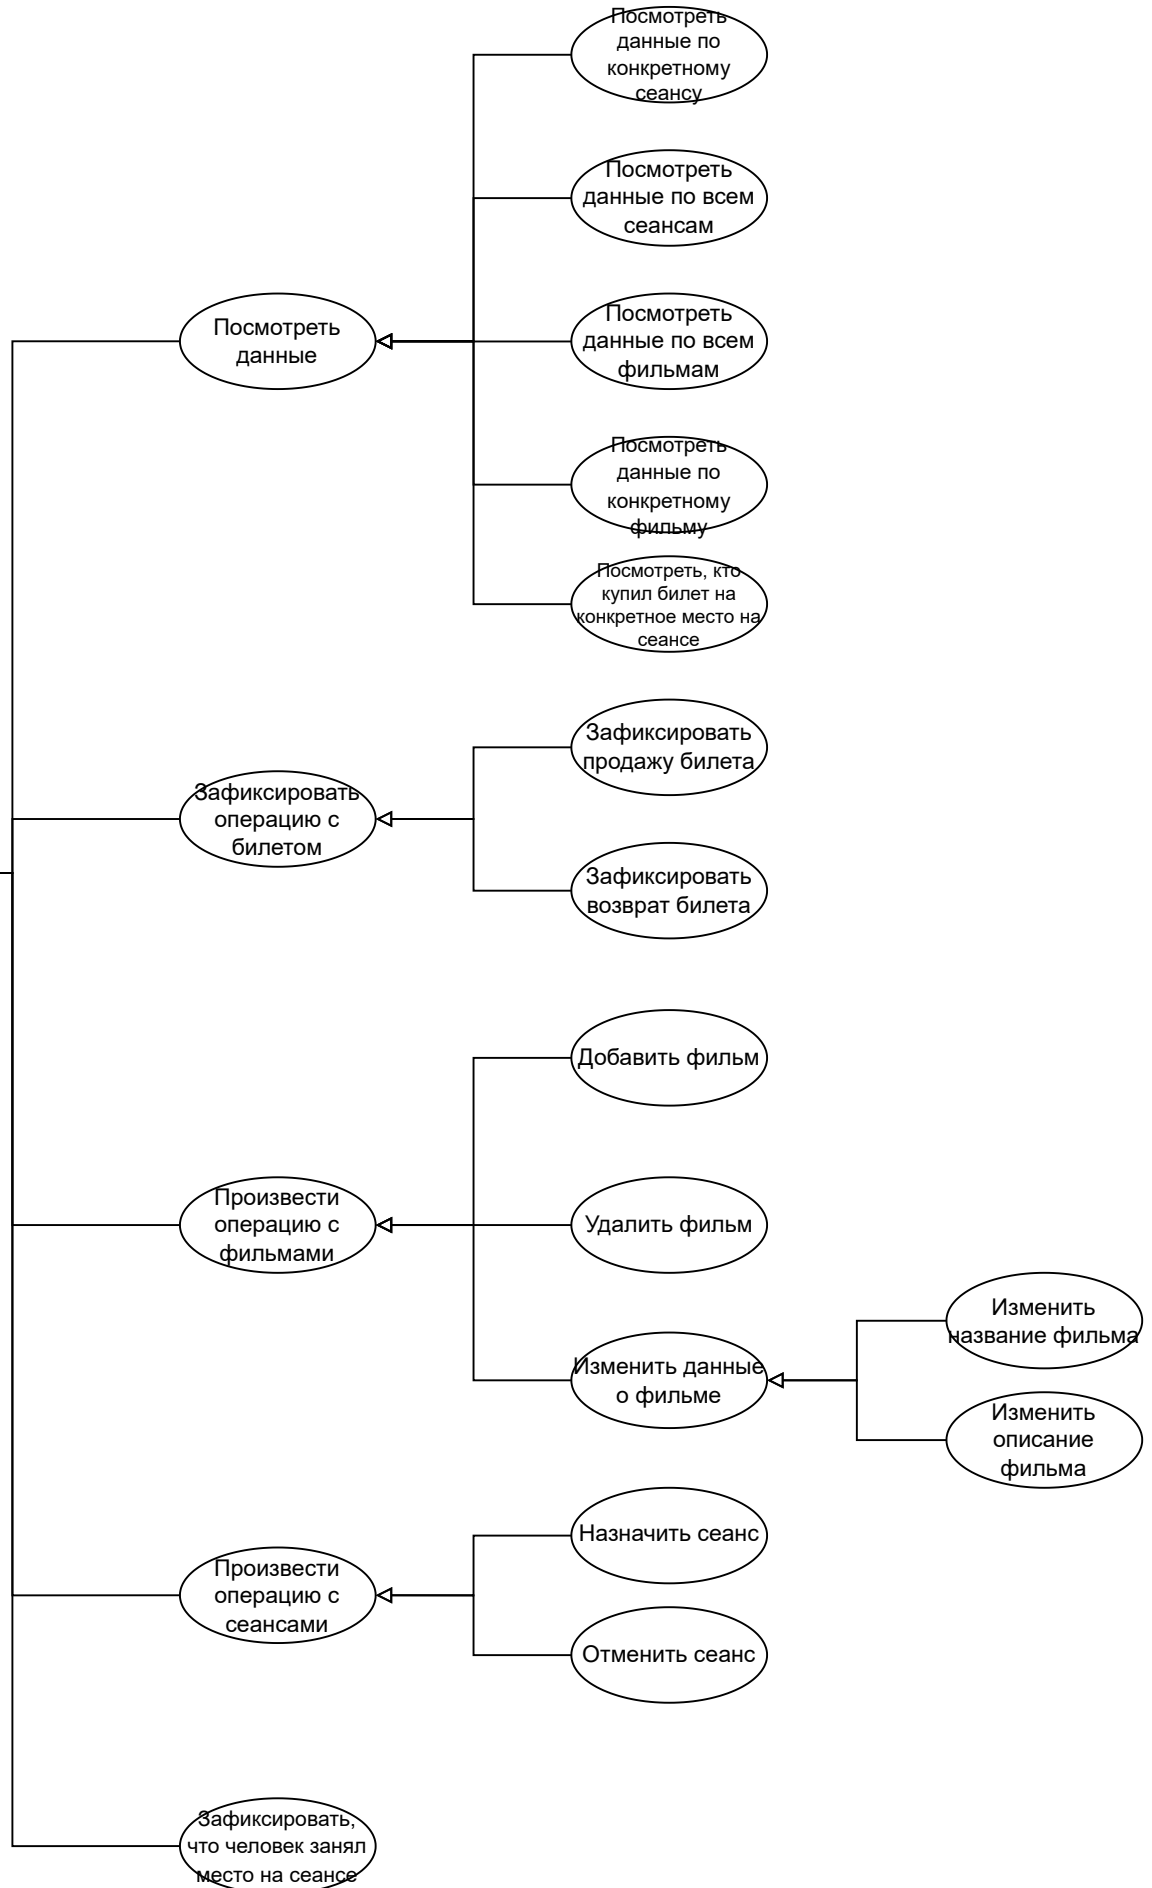 Посмотреть
данные по
конкретному
сеансу
Посмотреть
данные по всем
сеансам
Посмотреть
данные
Посмотреть
данные по всем
фильмам
Посмотреть
данные по
конкретному
фильму
Посмотреть, кто
купил билет на
конкретное место на
сеансе
Зафиксировать
продажу билета
Зафиксировать
операцию с
билетом
Зафиксировать
возврат билета
Добавить фильм
Произвести
операцию с
фильмами
Удалить фильм
Изменить
название фильма
Изменить данные
о фильме
Изменить
описание
фильма
Назначить сеанс
Произвести
операцию с
сеансами
Отменить сеанс
Зафиксировать,
что человек занял
место на сеансе